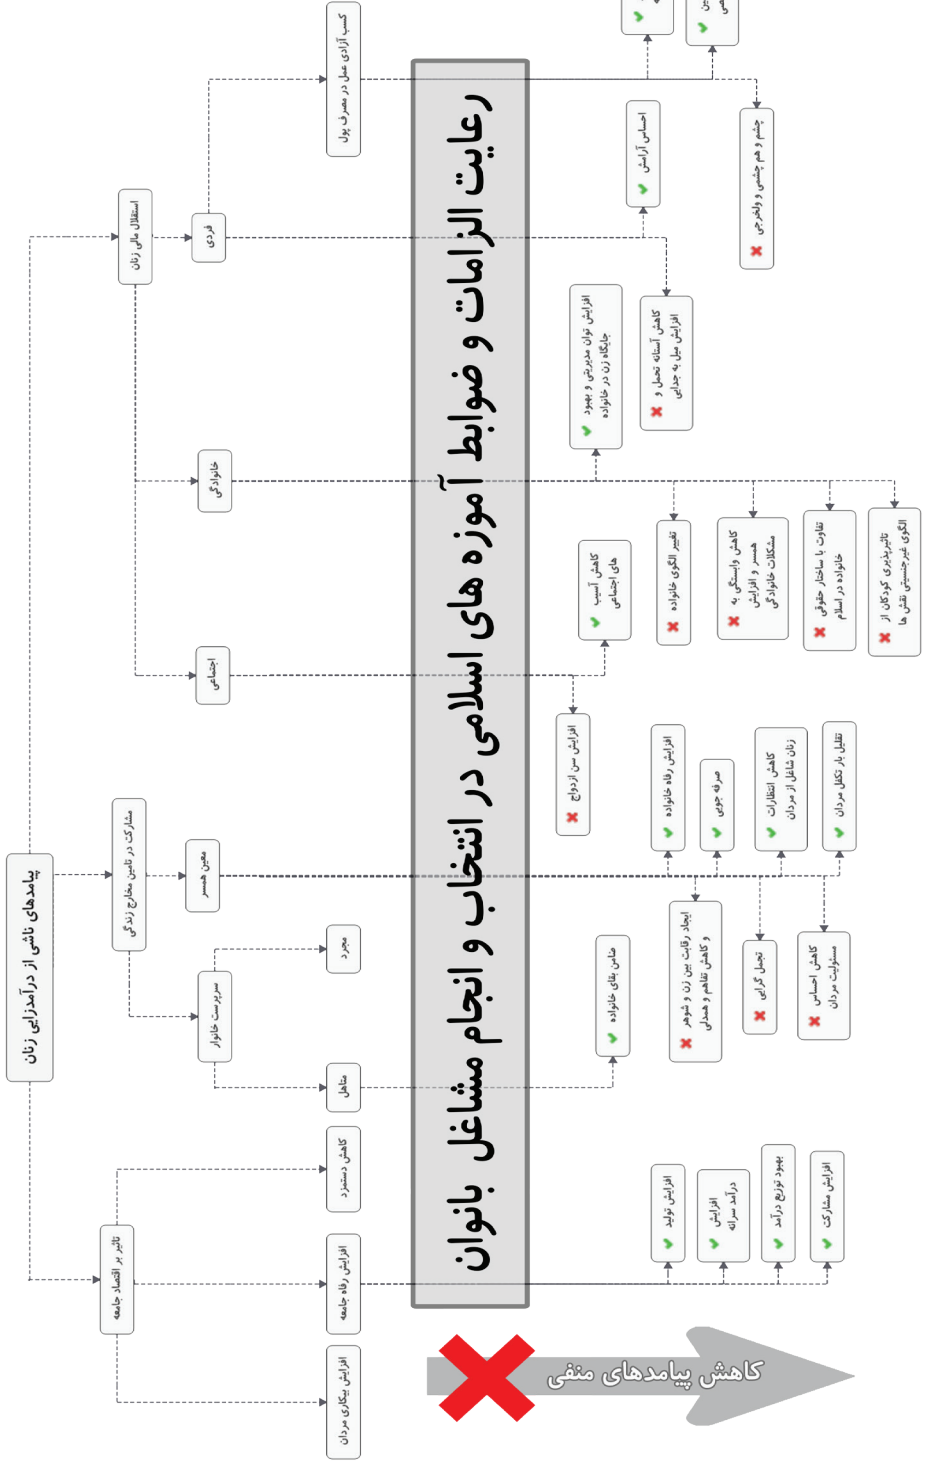 پیامدهای ناشی از درآمدزایی زنان
استقلال مالی زنان
مشارکت در تامین مخارج زندگی
تاثیر بر اقتصاد جامعه
فردی
خانوادگی
اجتماعی
معین همسر
سرپرست خانوار
کسب آزادی عمل در مصرف پول
مجرد
متاهل
کاهش دستمزد
افزایش رفاه جامعه
افزایش بیکاری مردان
رعایت الزامات و ضوابط آموزه های اسلامی در انتخاب و انجام مشاغل بانوان
چشم و هم چشمی و ولخرجی
احساس آرامش
کاهش آستانه تحمل و
افزایش میل به جدایی
افزایش توان مدیریتی و بهبود
جایگاه زن در خانواده
تغییر الگوی خانواده
کاهش وابستگی به
همسر و افزایش
مشکلات خانوادگی
تفاوت با ساختار حقوقی
خانواده در اسلام
تاثیرپذیری کودکان از
الگوی غیرجنسیتی نقش ها
کاهش آسیب
های اجتماعی
افزایش سن ازدواج
افزایش رفاه خانواده
صرفه جویی
کاهش انتظارات
زنان شاغل از مردان
تقلیل بار تکفل مردان
ایجاد رقابت بین زن و شوهر
و کاهش تفاهم و همدلی
تجمل گرایی
کاهش احساس
مسئولیت مردان
ضامن بقای خانواده
افزایش تولید
افزایش
درآمد سرانه
بهبود توزیع درآمد
افزایش مشارکت
کاهش پیامدهای منفی